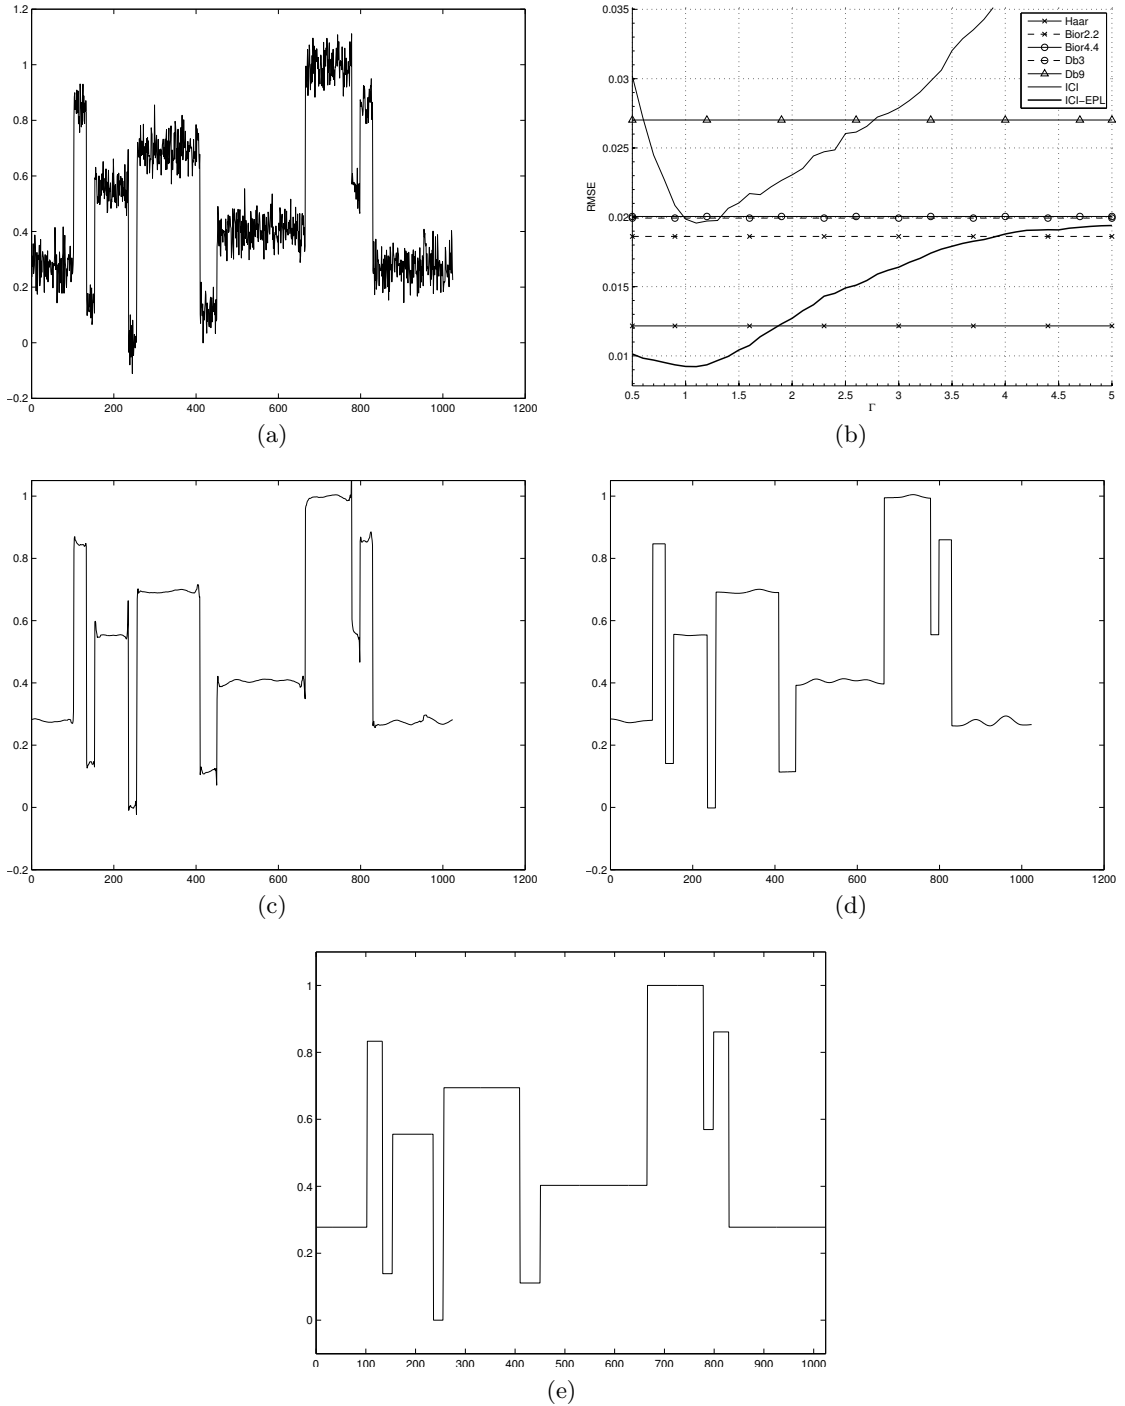 1.2
1
0.8
0.6
0.4
0.2
0
−0.2
0 200 400 600 800 1000 1200
(a)
0.035
0.03
0.025
0.02
0.015
0.01
RMSE
0.5 1 1.5 2 2.5 3 3.5 4 4.5 5
Γ
Haar
Bior2.2
Bior4.4
Db3
Db9
ICI
ICI−EPL
(b)
1
0.8
0.6
0.4
0.2
0
−0.2
0 200 400 600 800 1000 1200
(c)
1
0.8
0.6
0.4
0.2
0
−0.2
0 200 400 600 800 1000 1200
(d)
1
0.8
0.6
0.4
0.2
0
0 100 200 300 400 500 600 700 800 900 1000
(e)